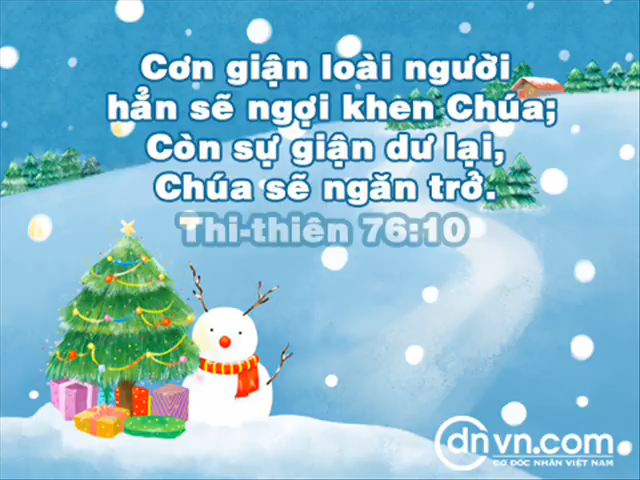 Cơn giận loài người
hẳn sẽ ngợi khen Chúa;
Còn sự giận dư lại,
Chúa sẽ ngăn trở.
Thi-thiên 76:10
cdnvn.com
CƠ ĐỐC NHÂN VIỆT NAM